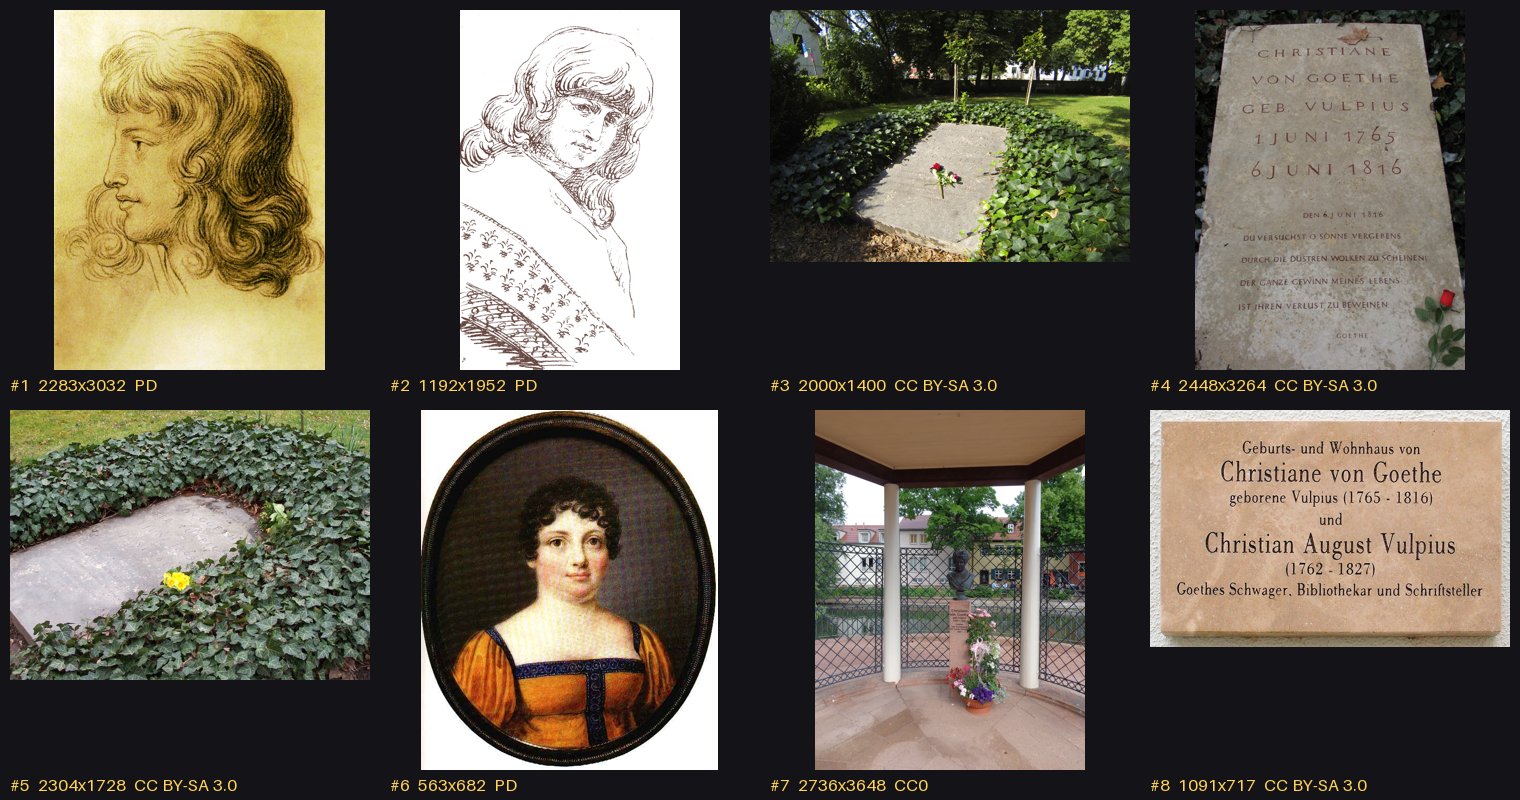 #1 2283x3032 PD
#2 1192x1952 PD
#3 2000x1400 CC BY-SA 3.0
CHRISTIANE
VON GOETHE
GEB. VULPIUS
1 JUNI 1765
6 JUNI 1816
DEN 6. JUNI 1816
DU VERSUCHST O SONNE VERGEBENS
DURCH DIE DÜSTREN WOLKEN ZU SCHEINEN!
DER GANZE GEWINN MEINES LEBENS
IST IHREN VERLUST ZU BEWEINEN
GOETHE.
#4 2448x3264 CC BY-SA 3.0
#5 2304x1728 CC BY-SA 3.0
#6 563x682 PD
#7 2736x3648 CC0
Geburts- und Wohnhaus von
Christiane von Goethe
geborene Vulpius (1765 - 1816)
und
Christian August Vulpius
(1762 - 1827)
Goethes Schwager, Bibliothekar und Schriftsteller
#8 1091x717 CC BY-SA 3.0